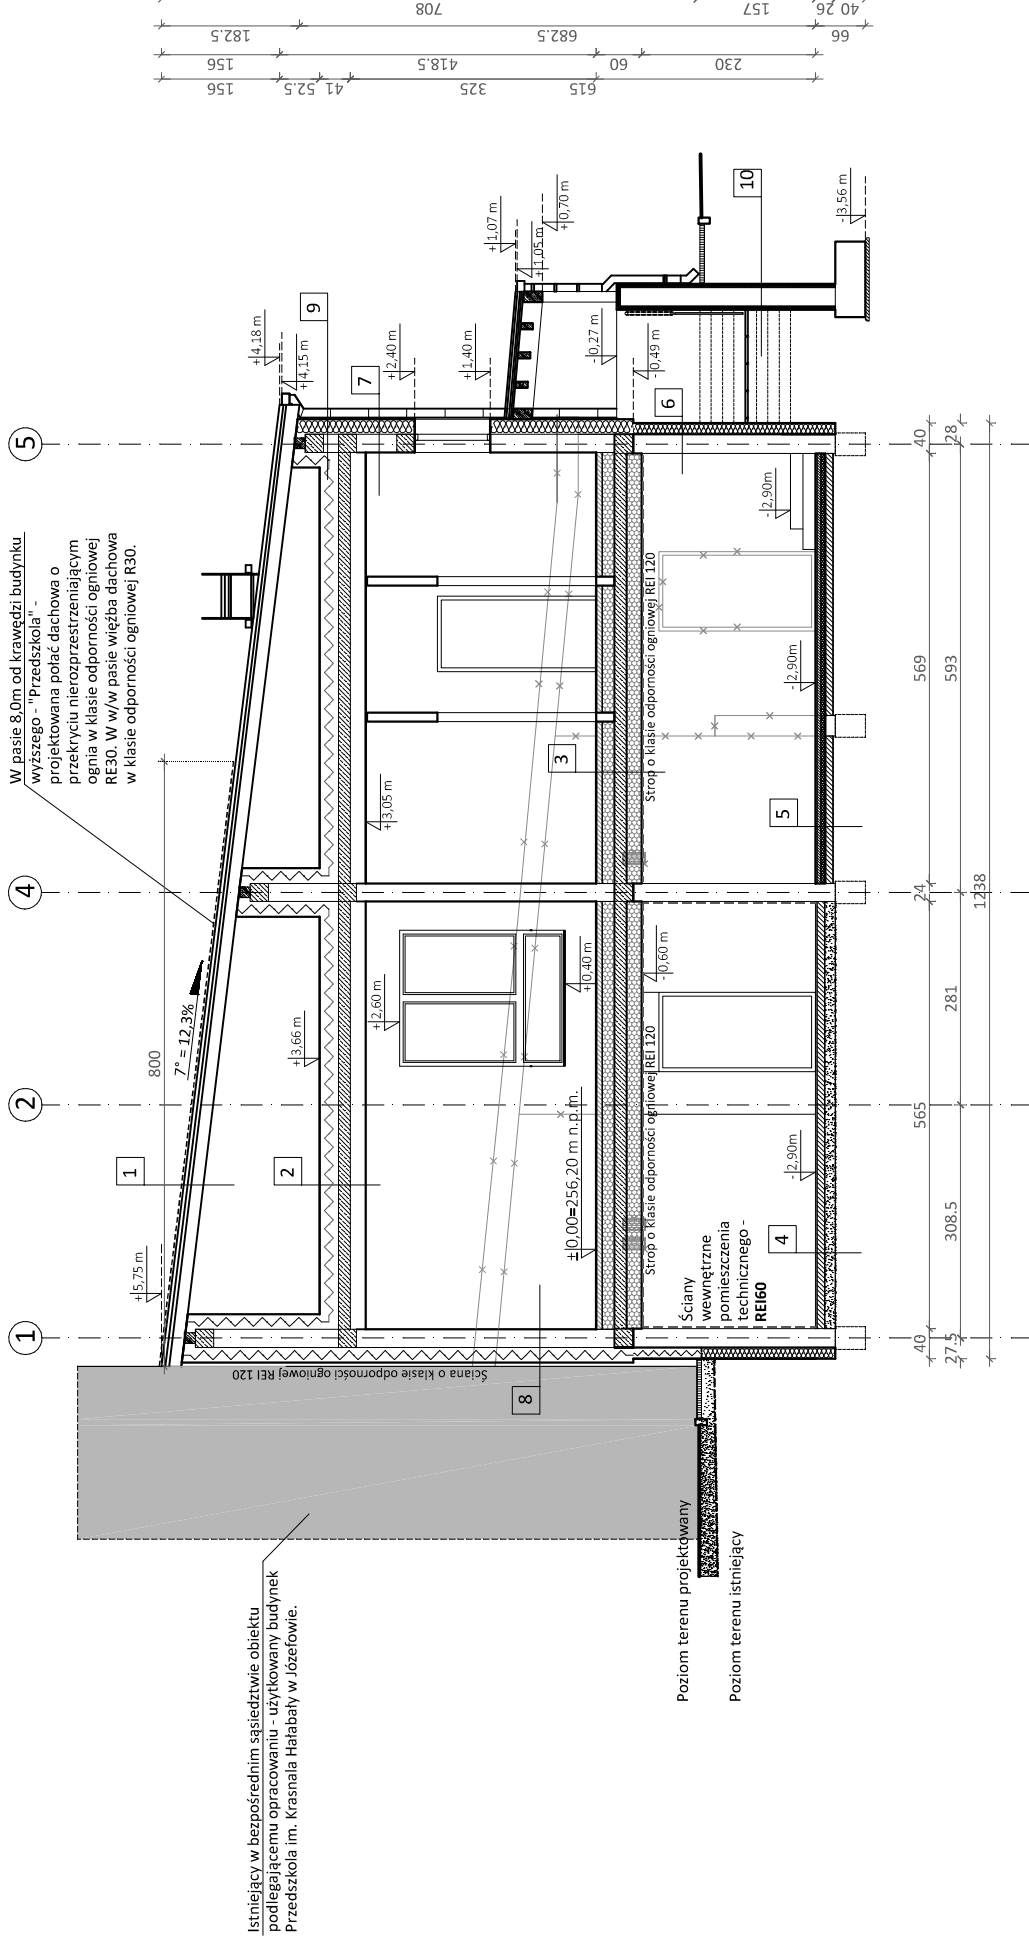 1
2
4
5
W pasie 8,0m od krawędzi budynku
wyższego - "Przedszkola" -
projektowana połać dachowa o
przekryciu nierozprzestrzeniającym
ognia w klasie odporności ogniowej
RE30. W w/w pasie więźba dachowa
w klasie odporności ogniowej R30.
800
7° = 12,3%
+5,75 m
+4,18 m
+4,15 m
1
2
9
7
+3,66 m
+3,05 m
+2,60 m
+2,40 m
+1,40 m
+1,07 m
+1,05 m
+0,70 m
+0,40 m
±0,00=256,20 m n.p.m.
-0,27 m
-0,49 m
-0,60 m
3
6
10
8
Ściana o klasie odporności ogniowej REI 120
Strop o klasie odporności ogniowej REI 120
Strop o klasie odporności ogniowej REI 120
Ściany
wewnętrzne
pomieszczenia
technicznego -
REI60
4
5
-2,90m
-2,90m
-2,90m
-3,56 m
Istniejący w bezpośrednim sąsiedztwie obiektu
podlegającemu opracowaniu - użytkowany budynek
Przedszkola im. Krasnala Hałabały w Józefowie.
Poziom terenu projektowany
Poziom terenu istniejący
40
565
24
569
40
27.5
308.5
281
593
28
1238
156
52.5
41
325
615
156
418.5
60
230
182.5
682.5
66
708
157
26
40